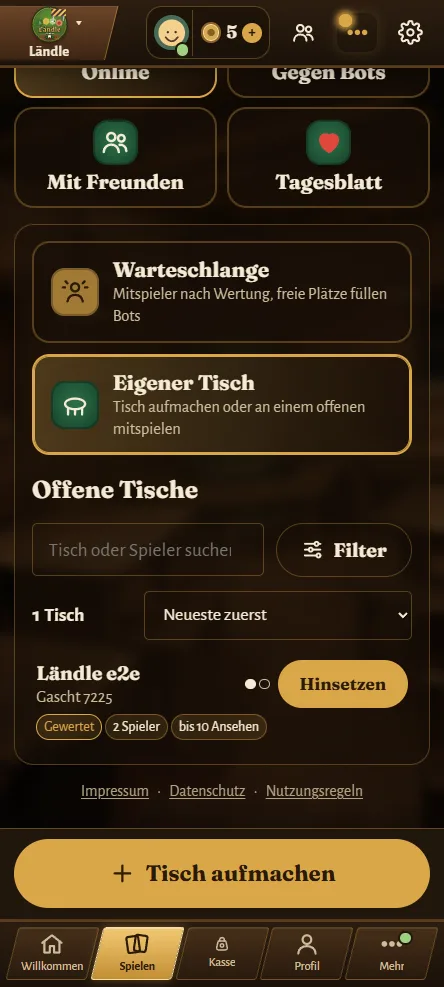 Ländle
5
Online
Gegen Bots
Mit Freunden
Tagesblatt
Warteschlange
Mitspieler nach Wertung, freie Plätze füllen
Bots
Eigener Tisch
Tisch aufmachen oder an einem offenen
mitspielen
Offene Tische
Tisch oder Spieler suchen
Filter
1 Tisch
Neueste zuerst
Ländle e2e
Gascht 7225
Hinsetzen
Gewertet
2 Spieler
bis 10 Ansehen
Impressum · Datenschutz · Nutzungsregeln
+ Tisch aufmachen
Willkommen
Spielen
Kasse
Profil
Mehr